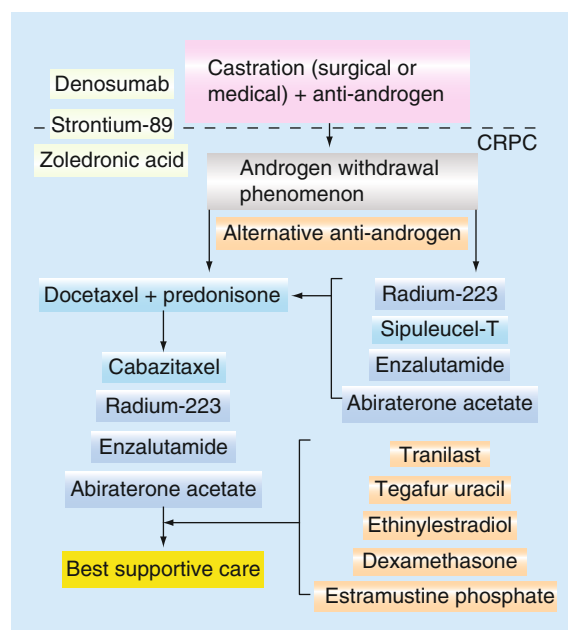 Castration (surgical or
medical) + anti-androgen
Denosumab
Strontium-89
Zoledronic acid
CRPC
Androgen withdrawal
phenomenon
Alternative anti-androgen
Docetaxel + predonisone
Cabazitaxel
Radium-223
Enzalutamide
Abiraterone acetate
Best supportive care
Radium-223
Sipuleucel-T
Enzalutamide
Abiraterone acetate
Tranilast
Tegafur uracil
Ethinylestradiol
Dexamethasone
Estramustine phosphate